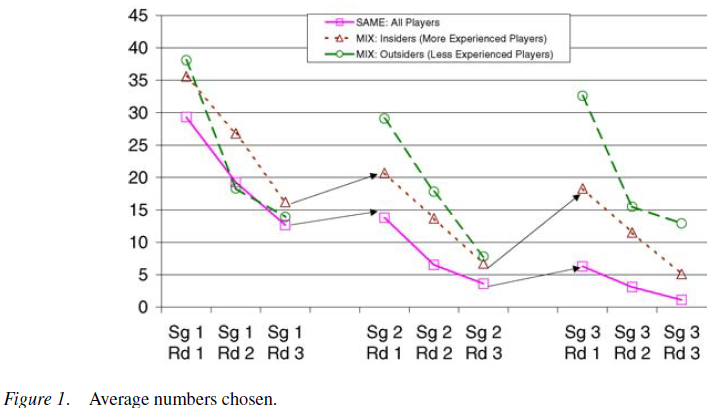 45
40
35
30
25
20
15
10
5
0
SAME: All Players
MIX: Insiders (More Experienced Players)
MIX: Outsiders (Less Experienced Players)
Sg 1 Sg 1 Sg 1 Sg 2 Sg 2 Sg 2 Sg 3 Sg 3 Sg 3
Rd 1 Rd 2 Rd 3 Rd 1 Rd 2 Rd 3 Rd 1 Rd 2 Rd 3
Figure 1. Average numbers chosen.